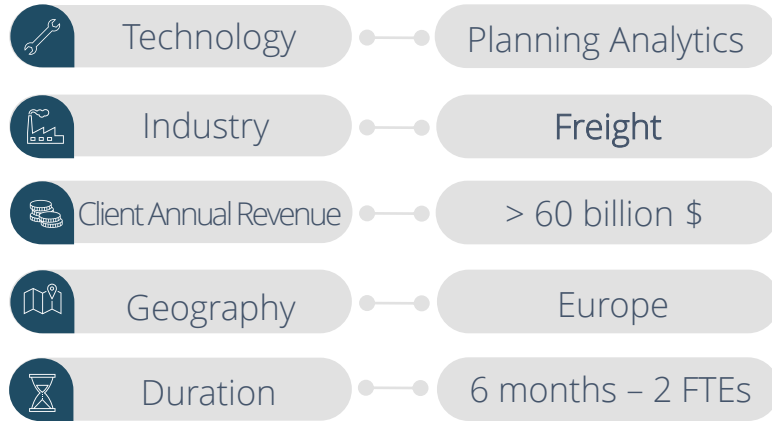 Technology Planning Analytics
Industry Freight
Client Annual Revenue > 60 billion $
Geography Europe
Duration 6 months – 2 FTEs